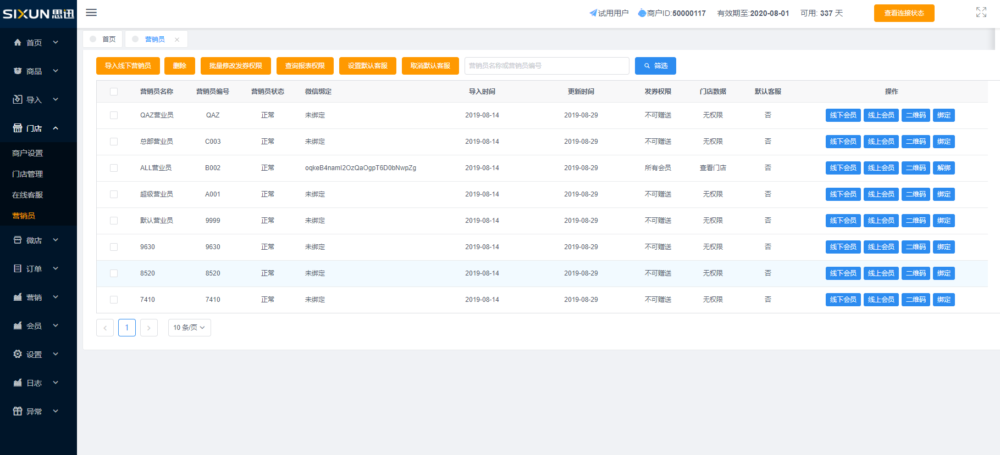 SIXUN思迅
试用用户 商户ID:50000117 有效期至:2020-08-01 可用: 337 天 查看连接状态
首页 营销员
首页
商品
导入
门店
商户设置
门店管理
在线客服
营销员
微店
订单
营销
会员
设置
日志
异常
导入线下营销员 删除 批量修改发券权限 查询报表权限 设置默认客服 取消默认客服 营销员名称或营销员编号 筛选
营销员名称 营销员编号 营销员状态 微信绑定 导入时间 更新时间 发券权限 门店数据 默认客服 操作
QAZ营业员 QAZ 正常 未绑定 2019-08-14 2019-08-29 不可赠送 无权限 否 线下会员 线上会员 二维码 绑定
总部营业员 C003 正常 未绑定 2019-08-14 2019-08-29 不可赠送 无权限 否 线下会员 线上会员 二维码 绑定
ALL营业员 B002 正常 oqkeB4namI2OzQaOgpT6D0bNwpZg 2019-08-14 2019-08-29 所有会员 查看门店 否 线下会员 线上会员 二维码 解绑
超级营业员 A001 正常 未绑定 2019-08-14 2019-08-29 不可赠送 无权限 否 线下会员 线上会员 二维码 绑定
默认营业员 9999 正常 未绑定 2019-08-14 2019-08-29 不可赠送 无权限 否 线下会员 线上会员 二维码 绑定
9630 9630 正常 未绑定 2019-08-14 2019-08-29 不可赠送 无权限 否 线下会员 线上会员 二维码 绑定
8520 8520 正常 未绑定 2019-08-14 2019-08-29 不可赠送 无权限 否 线下会员 线上会员 二维码 绑定
7410 7410 正常 未绑定 2019-08-14 2019-08-29 不可赠送 无权限 否 线下会员 线上会员 二维码 绑定
1 10 条/页